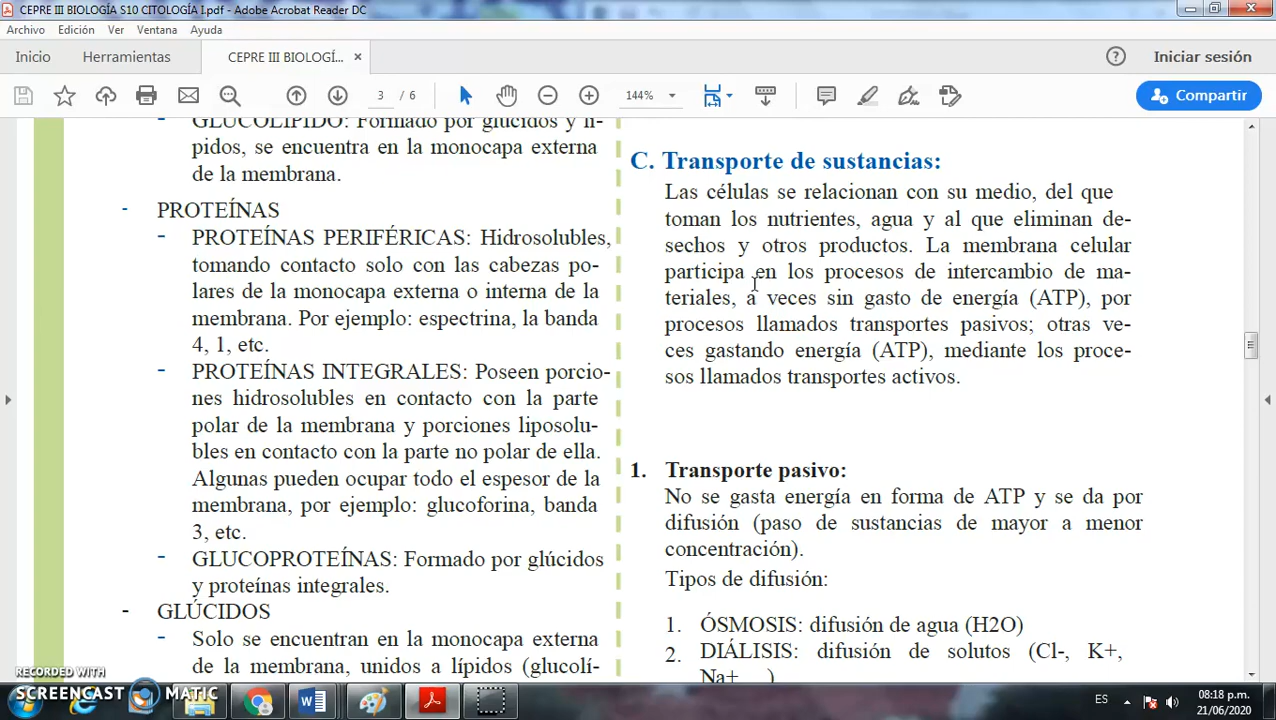 CEPRE III BIOLOGÍA S10 CITOLOGÍA I.pdf - Adobe Acrobat Reader DC
Archivo Edición Ver Ventana Ayuda
Inicio Herramientas CEPRE III BIOLOGÍ... × Iniciar sesión
3 / 6 144% Compartir
GLUCOLÍPIDO: Formado por glúcidos y lí-
pidos, se encuentra en la monocapa externa
de la membrana.
- PROTEÍNAS
- PROTEÍNAS PERIFÉRICAS: Hidrosolubles,
tomando contacto solo con las cabezas po-
lares de la monocapa externa o interna de la
membrana. Por ejemplo: espectrina, la banda
4, 1, etc.
- PROTEÍNAS INTEGRALES: Poseen porcio-
nes hidrosolubles en contacto con la parte
polar de la membrana y porciones liposolu-
bles en contacto con la parte no polar de ella.
Algunas pueden ocupar todo el espesor de la
membrana, por ejemplo: glucoforina, banda
3, etc.
- GLUCOPROTEÍNAS: Formado por glúcidos
y proteínas integrales.
- GLÚCIDOS
- Solo se encuentran en la monocapa externa
de la membrana, unidos a lípidos (glucolí-
C. Transporte de sustancias:
Las células se relacionan con su medio, del que
toman los nutrientes, agua y al que eliminan de-
sechos y otros productos. La membrana celular
participa en los procesos de intercambio de ma-
teriales, a veces sin gasto de energía (ATP), por
procesos llamados transportes pasivos; otras ve-
ces gastando energía (ATP), mediante los proce-
sos llamados transportes activos.
1. Transporte pasivo:
No se gasta energía en forma de ATP y se da por
difusión (paso de sustancias de mayor a menor
concentración).
Tipos de difusión:
1. ÓSMOSIS: difusión de agua (H2O)
2. DIÁLISIS: difusión de solutos (Cl-, K+,
Na+ )
RECORDED WITH
SCREENCAST MATIC
ES 08:18 p.m.
21/06/2020